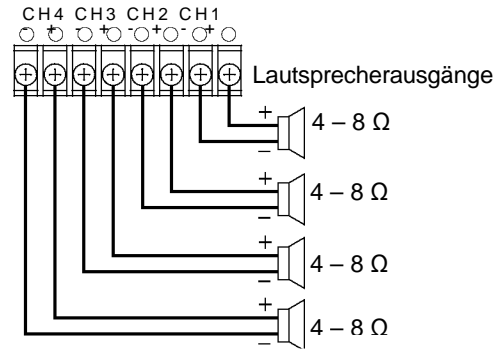 CH4 CH3 CH2 CH1
- + - + - + - +
Lautsprecherausgänge
+
4 – 8 Ω
–
+
4 – 8 Ω
–
+
4 – 8 Ω
–
+
4 – 8 Ω
–